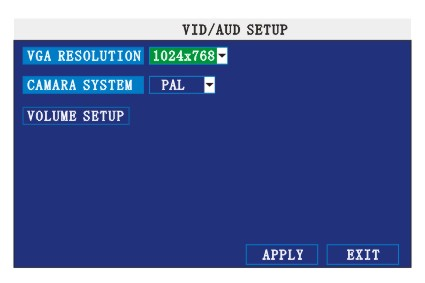 VID/AUD SETUP
VGA RESOLUTION 1024x768
CAMARA SYSTEM PAL
VOLUME SETUP
APPLY EXIT